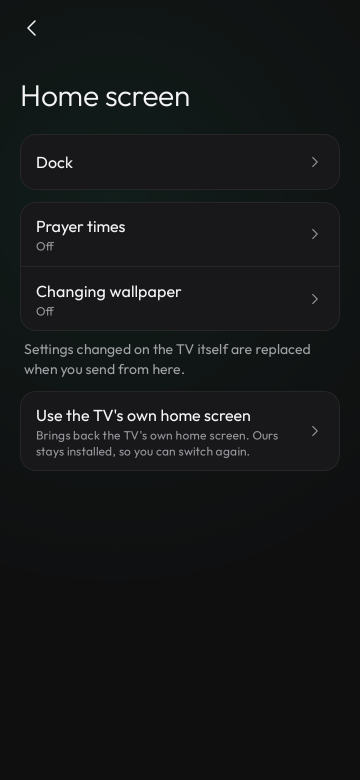 Home screen
Dock
Prayer times
Off
Changing wallpaper
Off
Settings changed on the TV itself are replaced
when you send from here.
Use the TV's own home screen
Brings back the TV's own home screen. Ours
stays installed, so you can switch again.